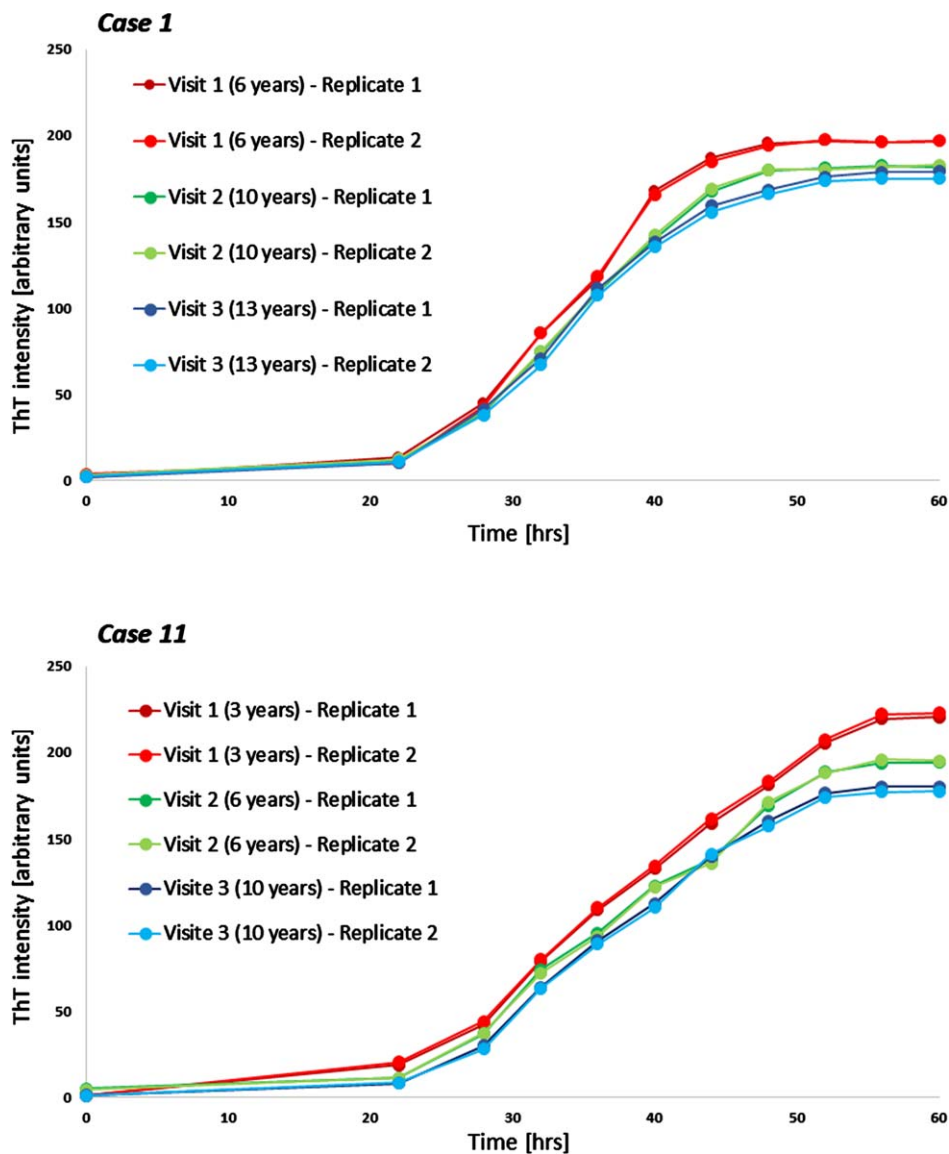 Case 1
250
200
150
100
50
0
ThT intensity [arbitrary units]
Visit 1 (6 years) - Replicate 1
Visit 1 (6 years) - Replicate 2
Visit 2 (10 years) - Replicate 1
Visit 2 (10 years) - Replicate 2
Visit 3 (13 years) - Replicate 1
Visit 3 (13 years) - Replicate 2
0 10 20 30 40 50 60
Time [hrs]
Case 11
250
200
150
100
50
0
ThT intensity [arbitrary units]
Visit 1 (3 years) - Replicate 1
Visit 1 (3 years) - Replicate 2
Visit 2 (6 years) - Replicate 1
Visit 2 (6 years) - Replicate 2
Visite 3 (10 years) - Replicate 1
Visite 3 (10 years) - Replicate 2
0 10 20 30 40 50 60
Time [hrs]